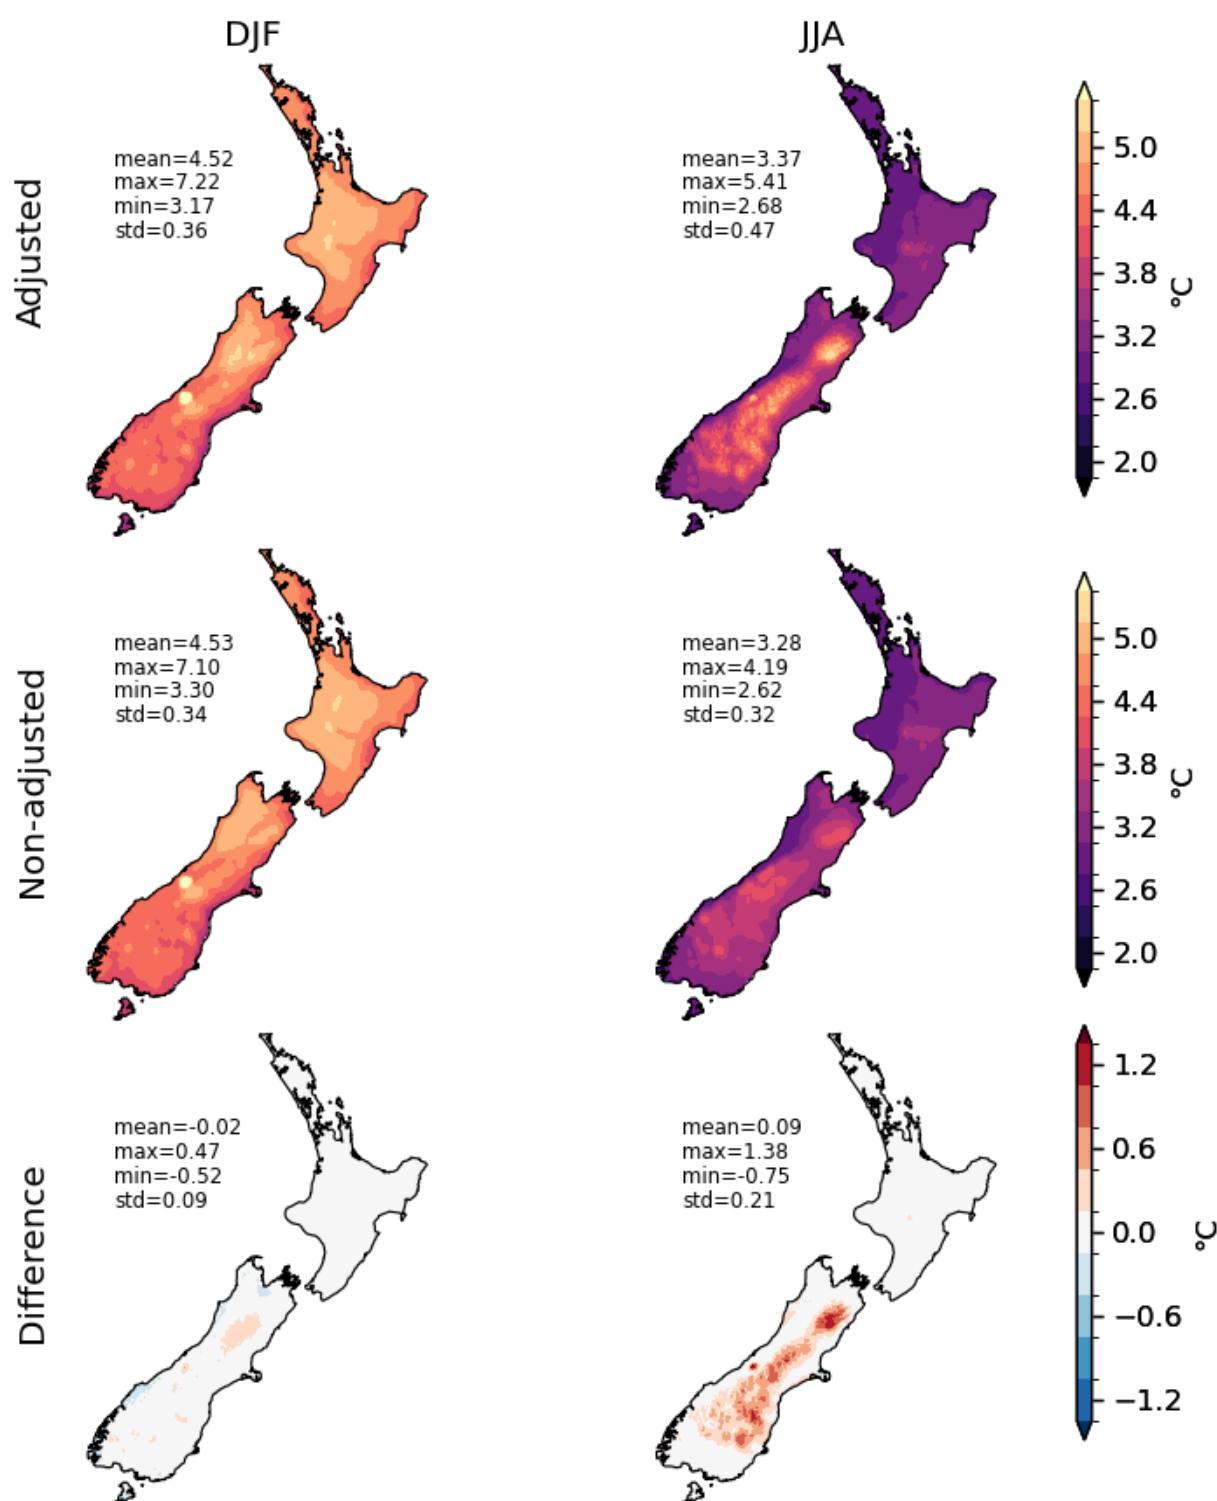 DJF
JJA
Adjusted
mean=4.52
max=7.22
min=3.17
std=0.36
mean=3.37
max=5.41
min=2.68
std=0.47
5.0
4.4
3.8
3.2
2.6
2.0
°C
Non-adjusted
mean=4.53
max=7.10
min=3.30
std=0.34
mean=3.28
max=4.19
min=2.62
std=0.32
5.0
4.4
3.8
3.2
2.6
2.0
°C
Difference
mean=-0.02
max=0.47
min=-0.52
std=0.09
mean=0.09
max=1.38
min=-0.75
std=0.21
1.2
0.6
0.0
−0.6
−1.2
°C